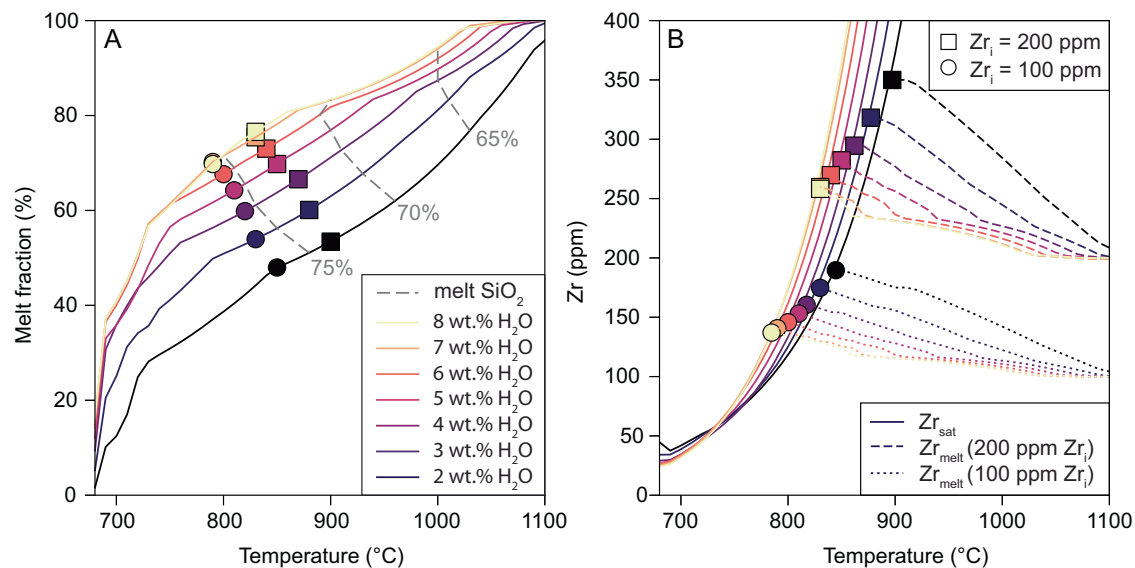 A
100
80
60
40
20
0
Melt fraction (%)
700
800
900
1000
1100
Temperature (°C)
65%
70%
75%
melt SiO₂
8 wt.% H₂O
7 wt.% H₂O
6 wt.% H₂O
5 wt.% H₂O
4 wt.% H₂O
3 wt.% H₂O
2 wt.% H₂O
B
400
350
300
250
200
150
100
50
0
Zr (ppm)
700
800
900
1000
1100
Temperature (°C)
Zrᵢ = 200 ppm
Zrᵢ = 100 ppm
Zrsat
Zrmelt (200 ppm Zrᵢ)
Zrmelt (100 ppm Zrᵢ)